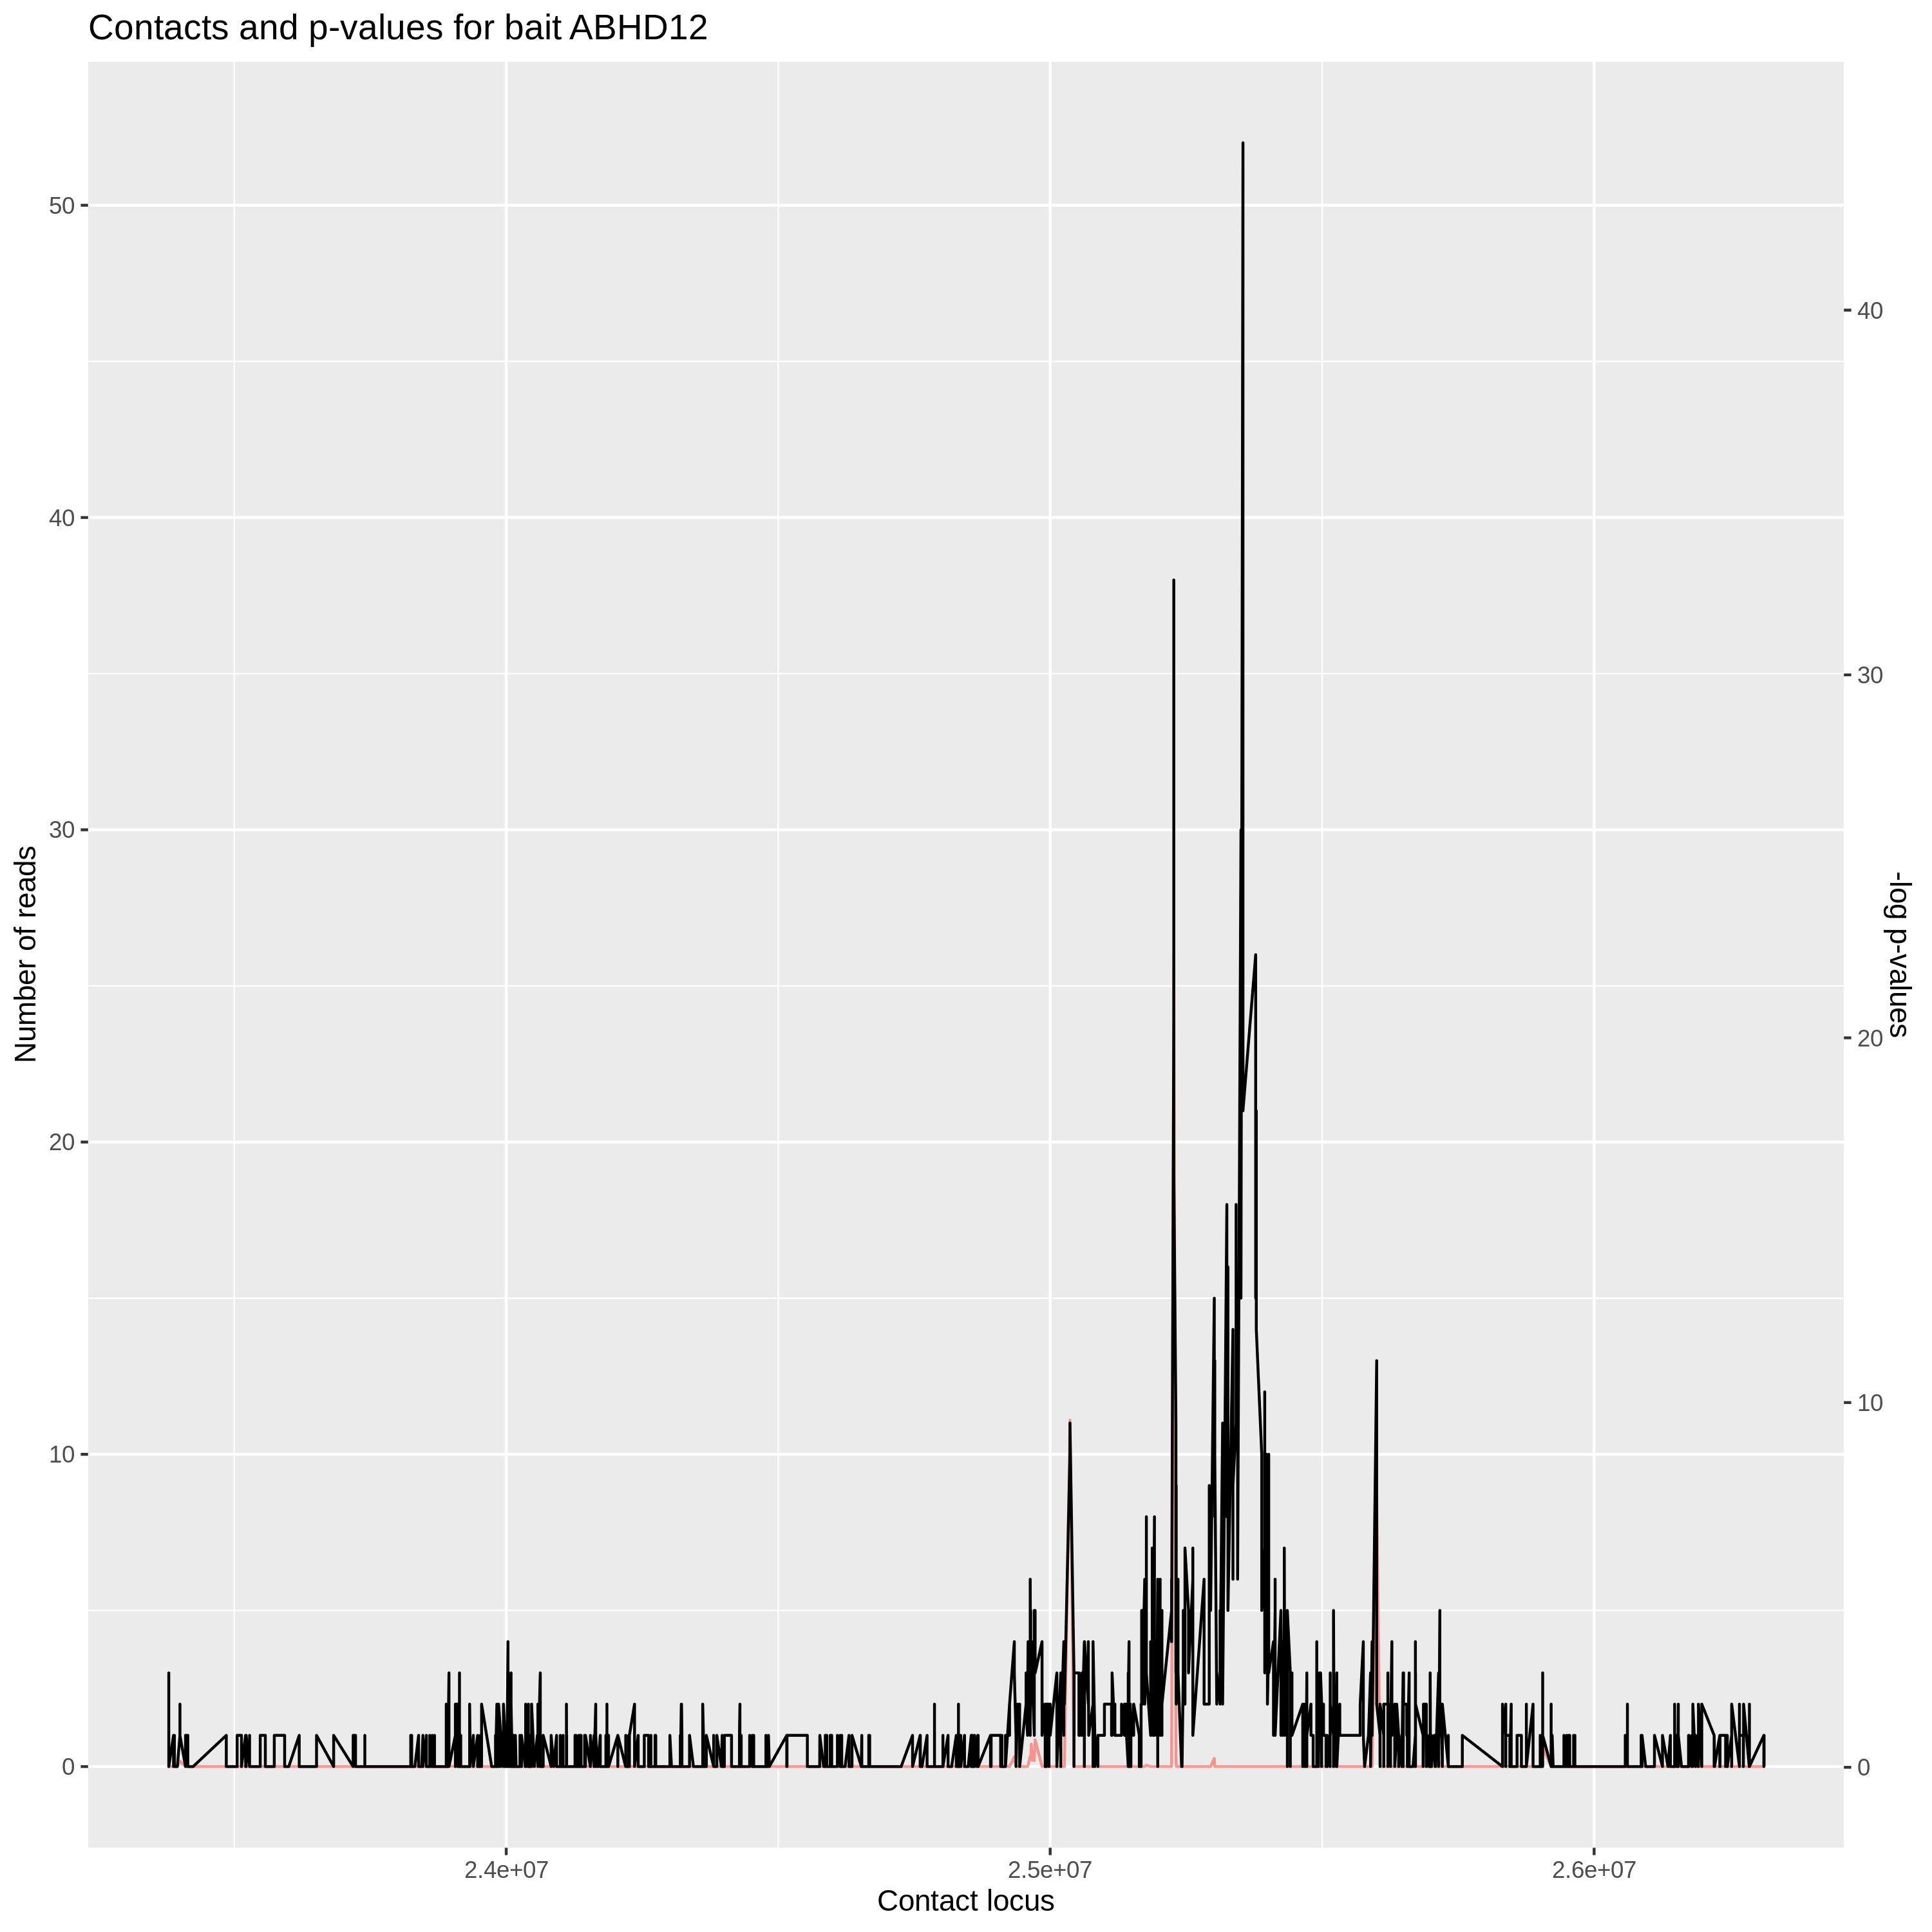 Contacts and p-values for bait ABHD12
50
40
30
20
10
0
Number of reads
40
30
20
10
0
-log p-values
2.4e+07
2.5e+07
2.6e+07
Contact locus